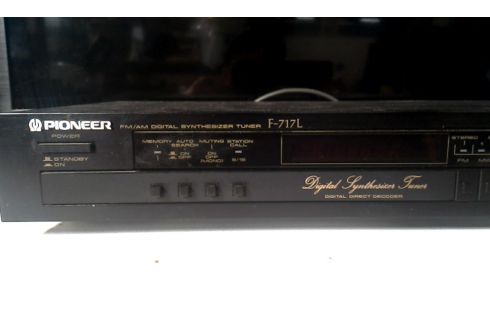 PIONEER FM/AM DIGITAL SYNTHESIZER TUNER F-717L
POWER
MEMORY AUTO SEARCH MUTING STATION CALL
STEREO
ON OFF ON OFF (MONO)
STANDBY
ON
FM
Digital Synthesizer Tuner
DIGITAL DIRECT DECODER